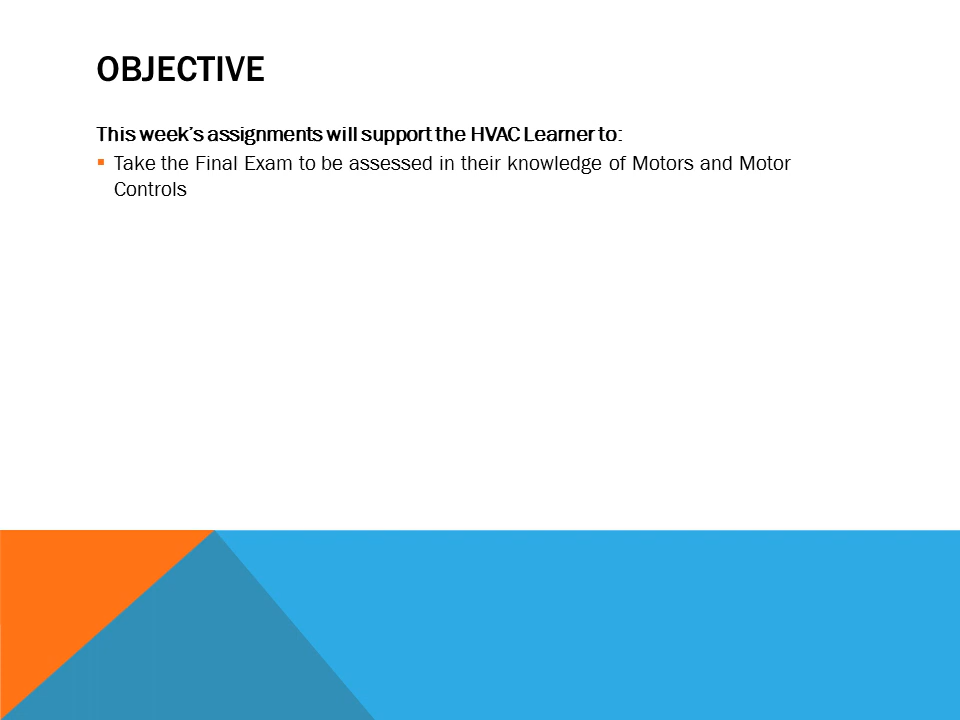 OBJECTIVE
This week's assignments will support the HVAC Learner to:
▪ Take the Final Exam to be assessed in their knowledge of Motors and Motor
Controls